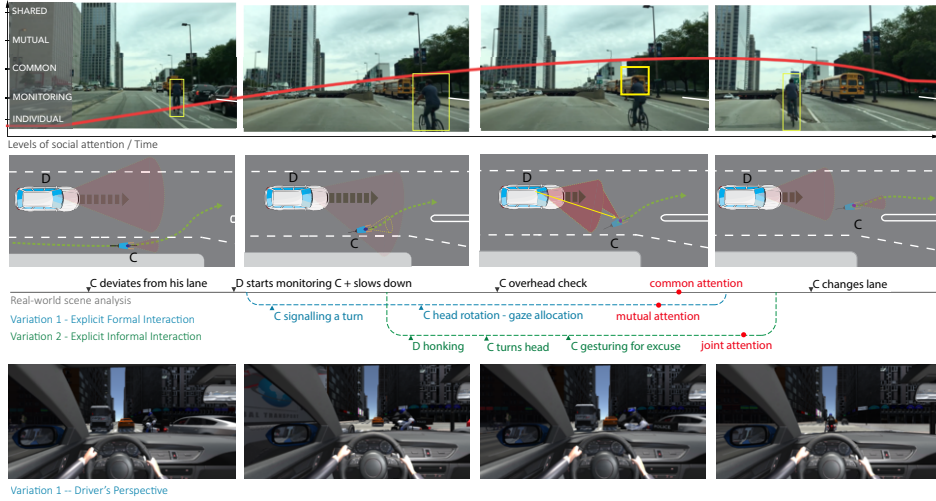 SHARED
MUTUAL
COMMON
MONITORING
INDIVIDUAL
Levels of social attention / Time
D
C
D
C
D
C
D
C
C deviates from his lane
D starts monitoring C + slows down
C overhead check
common attention
C changes lane
Real-world scene analysis
Variation 1 - Explicit Formal Interaction
C signalling a turn
C head rotation - gaze allocation
mutual attention
Variation 2 - Explicit Informal Interaction
D honking
C turns head
C gesturing for excuse
joint attention
Variation 1 -- Driver's Perspective